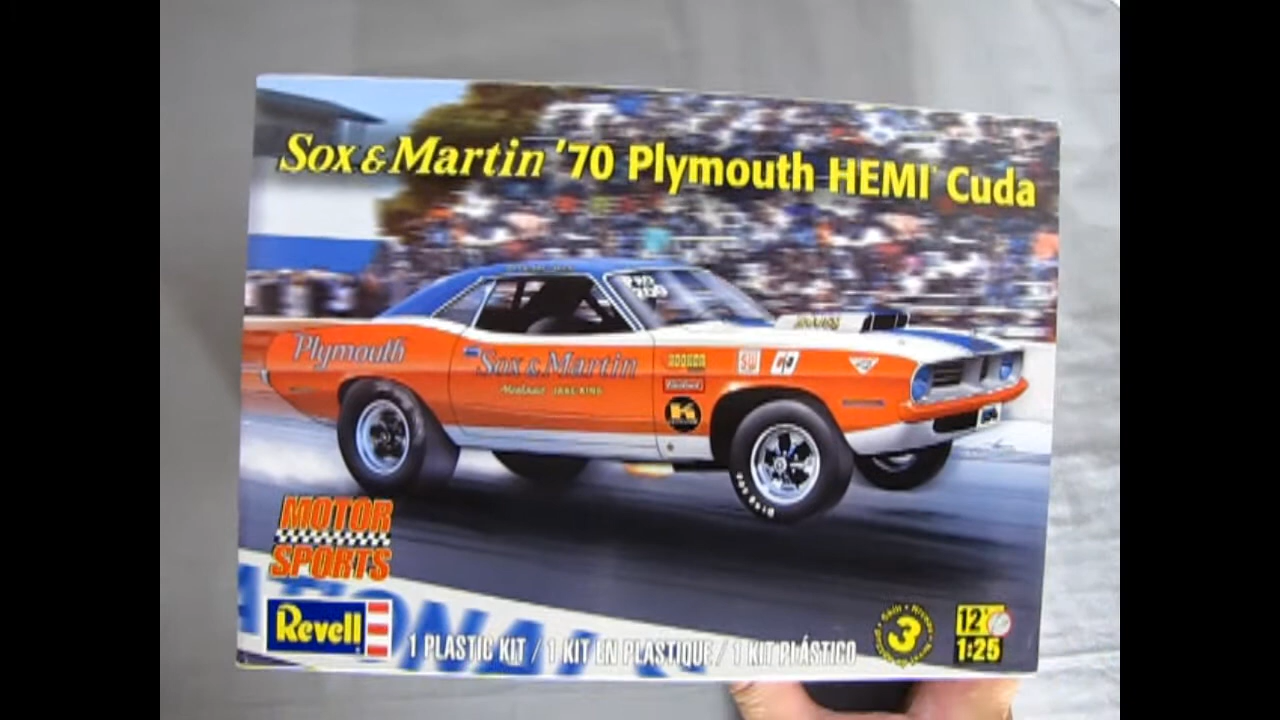 Sox & Martin '70 Plymouth HEMI Cuda
Plymouth
Sox & Martin
HOOKER
K
MOTOR
SPORTS
Revell
1 PLASTIC KIT / 1 KIT EN PLASTIQUE / 1 KIT PLÁSTICO
3
12
1:25